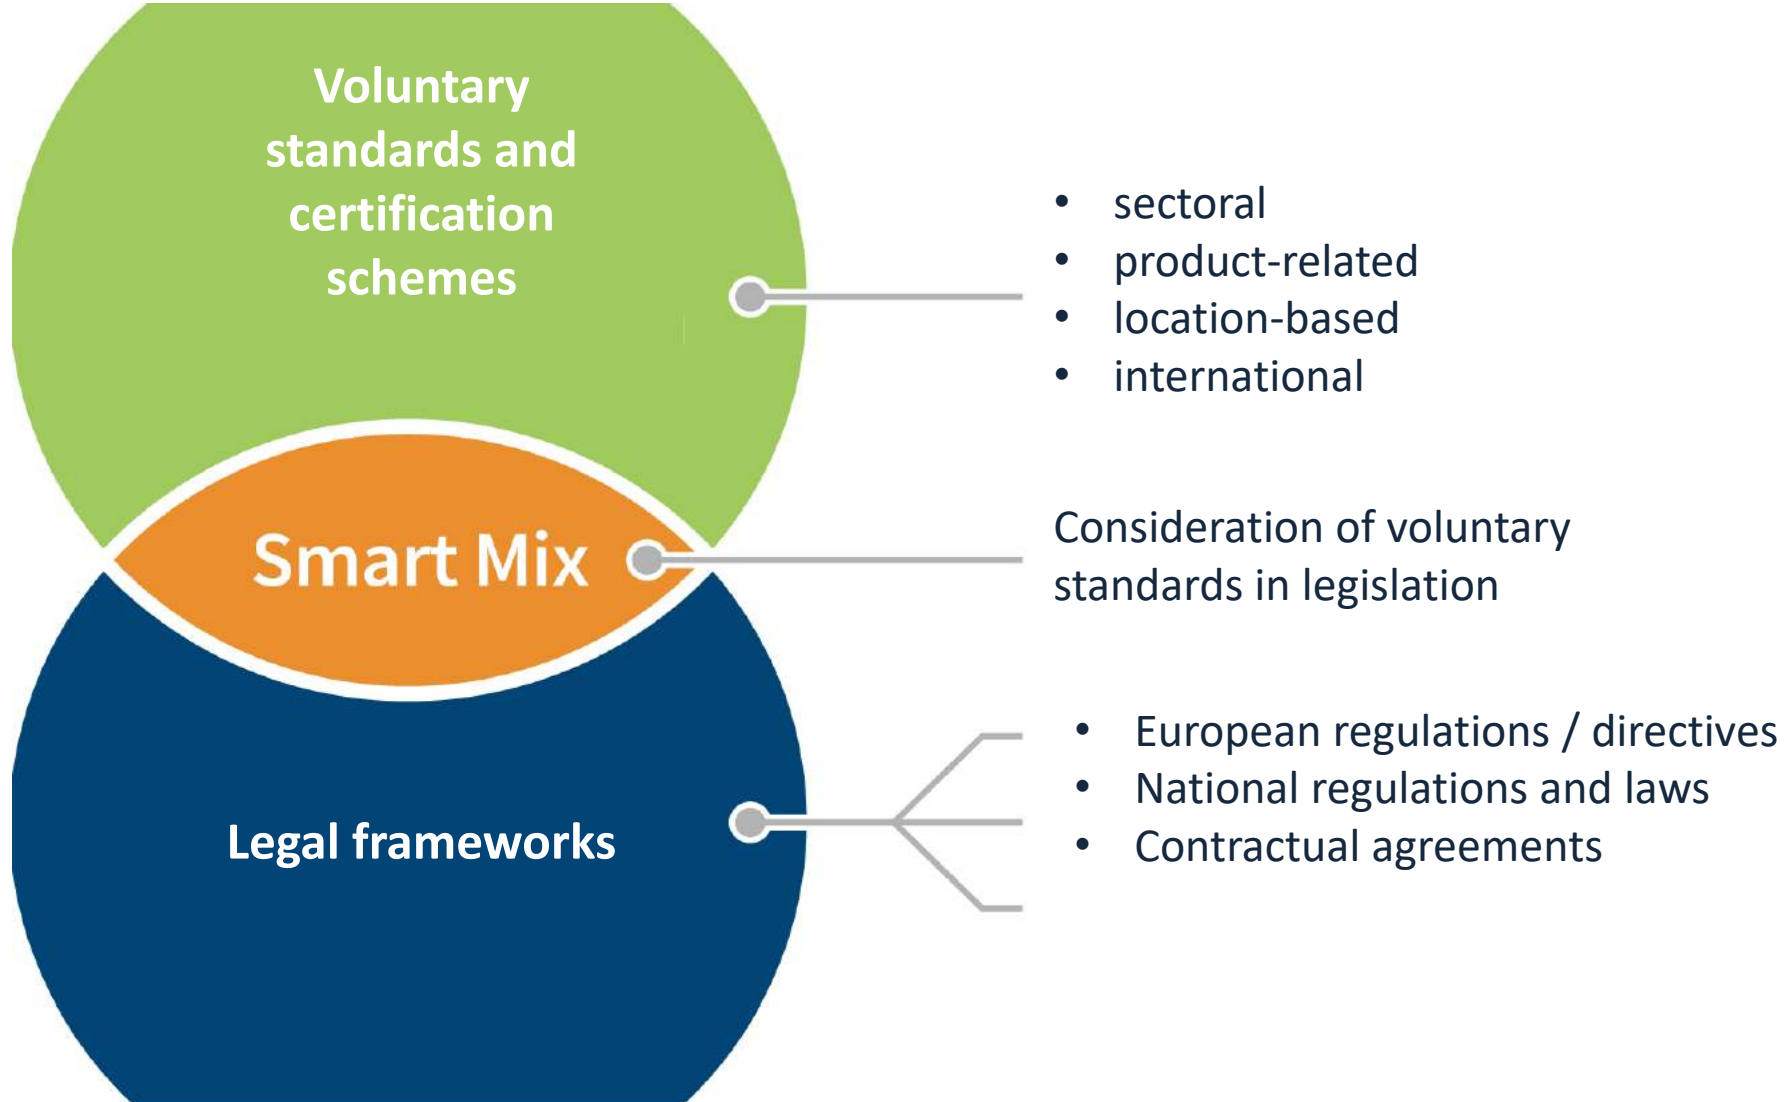 Voluntary
standards and
certification
schemes
• sectoral
• product-related
• location-based
• international
Smart Mix
Consideration of voluntary
standards in legislation
Legal frameworks
• European regulations / directives
• National regulations and laws
• Contractual agreements